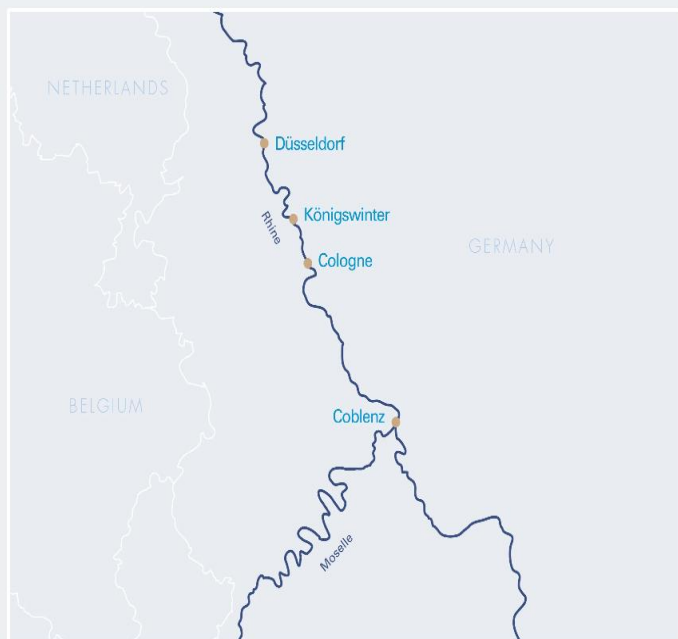 NETHERLANDS
Düsseldorf
Königswinter
Rhine
GERMANY
Cologne
BELGIUM
Coblenz
Moselle